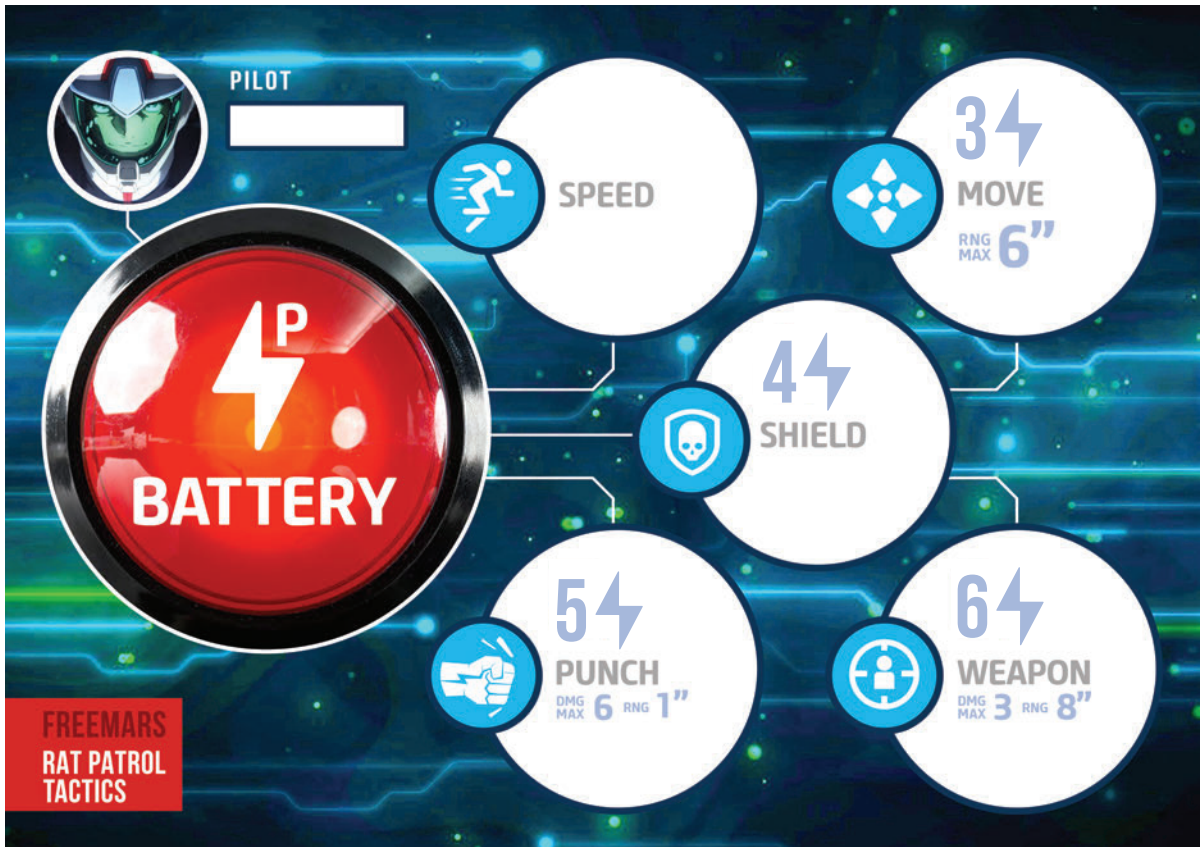 PILOT
P
BATTERY
SPEED
3
MOVE
RNG MAX 6”
4
SHIELD
5
PUNCH
DMG MAX 6 RNG 1”
6
WEAPON
DMG MAX 3 RNG 8”
FREEMARS
RAT PATROL
TACTICS